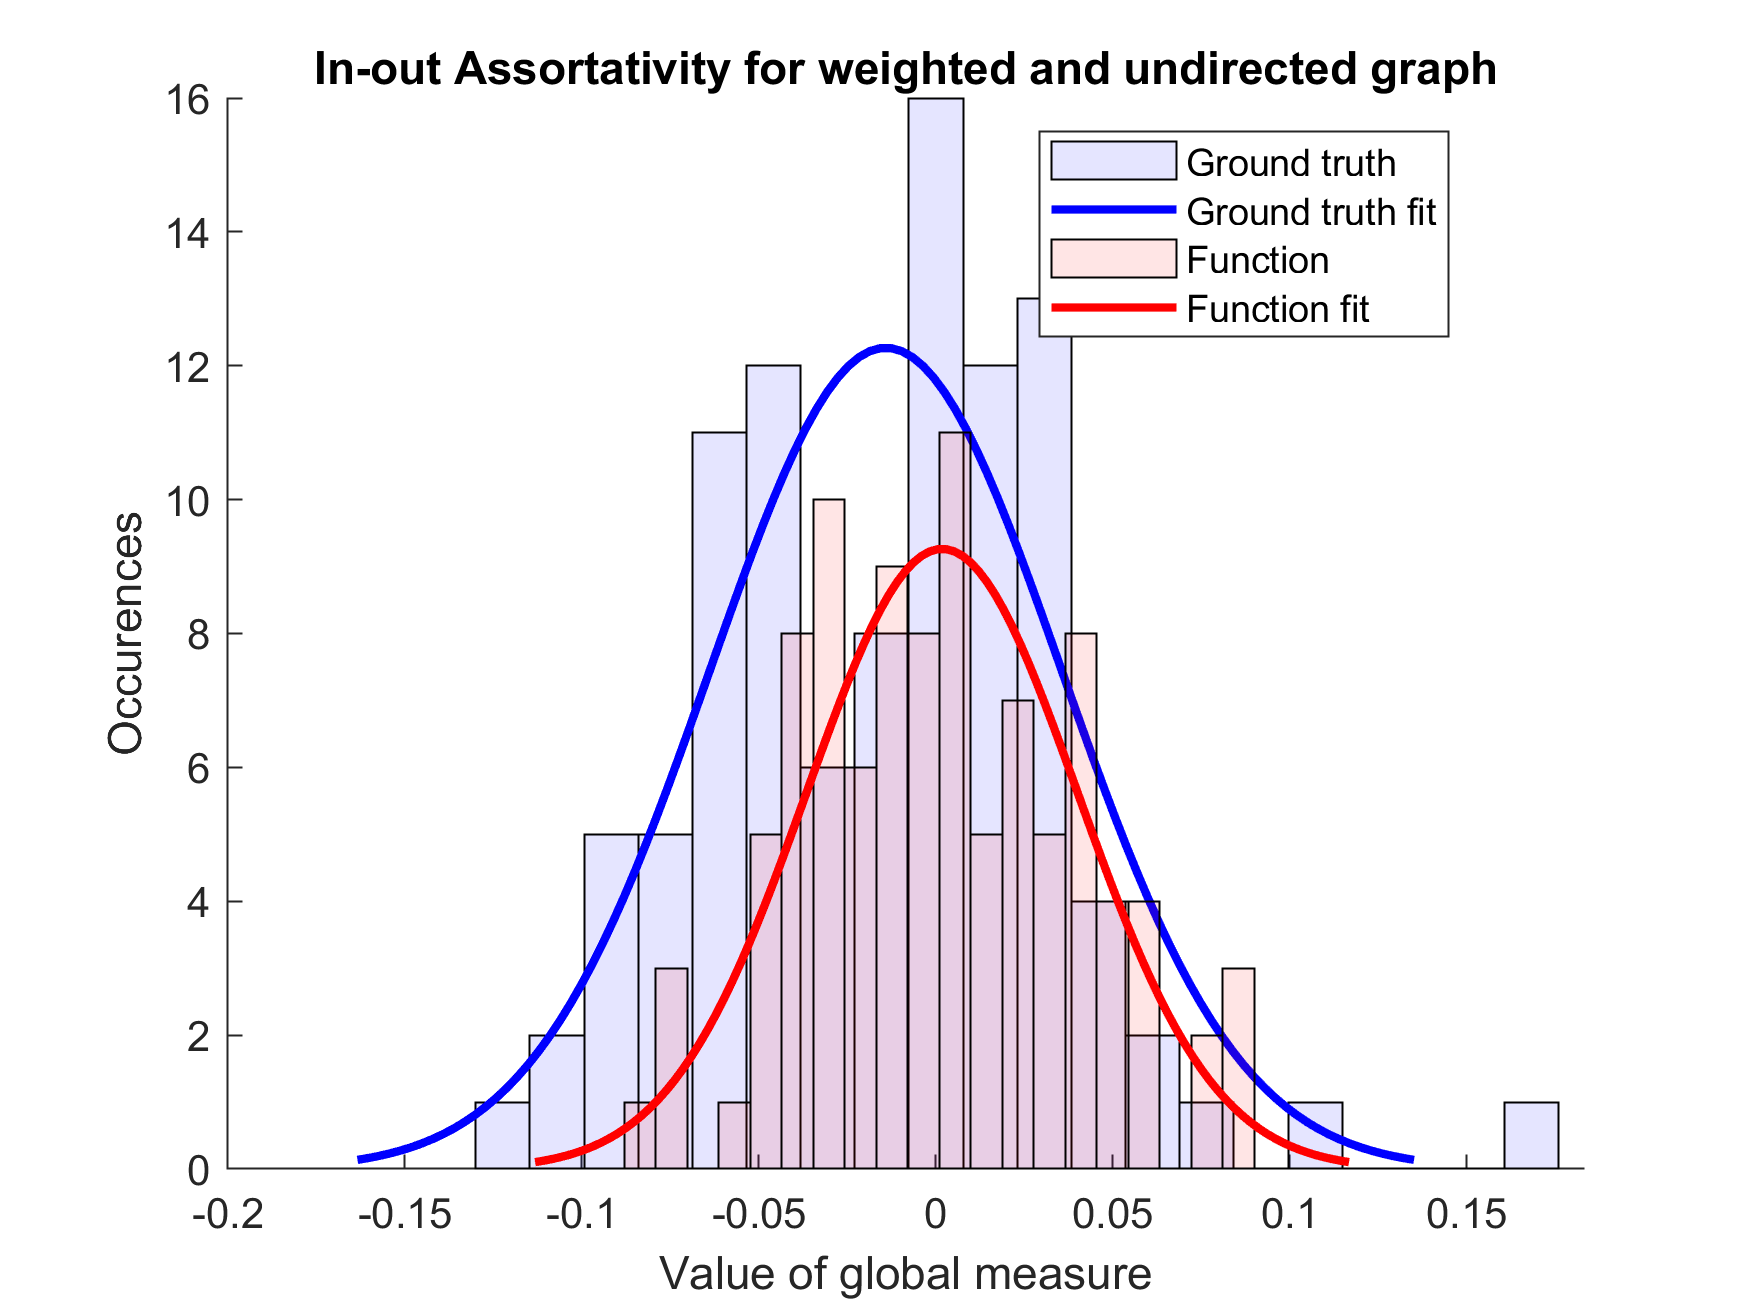 In-out Assortativity for weighted and undirected graph
16
14
12
10
8
6
4
2
0
Occurences
Ground truth
Ground truth fit
Function
Function fit
-0.2 -0.15 -0.1 -0.05 0 0.05 0.1 0.15
Value of global measure